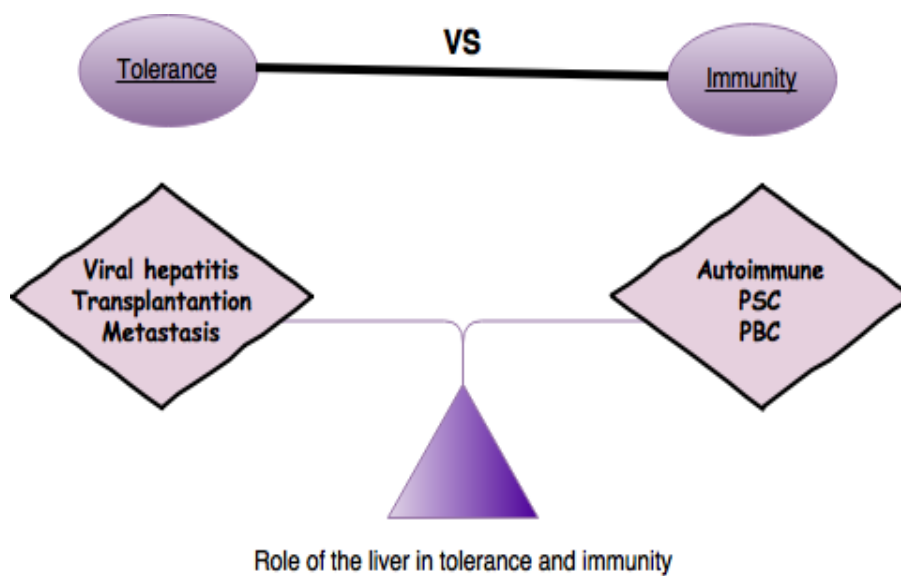 VS
Tolerance
Immunity
Viral hepatitis
Transplantantion
Metastasis
Autoimmune
PSC
PBC
Role of the liver in tolerance and immunity